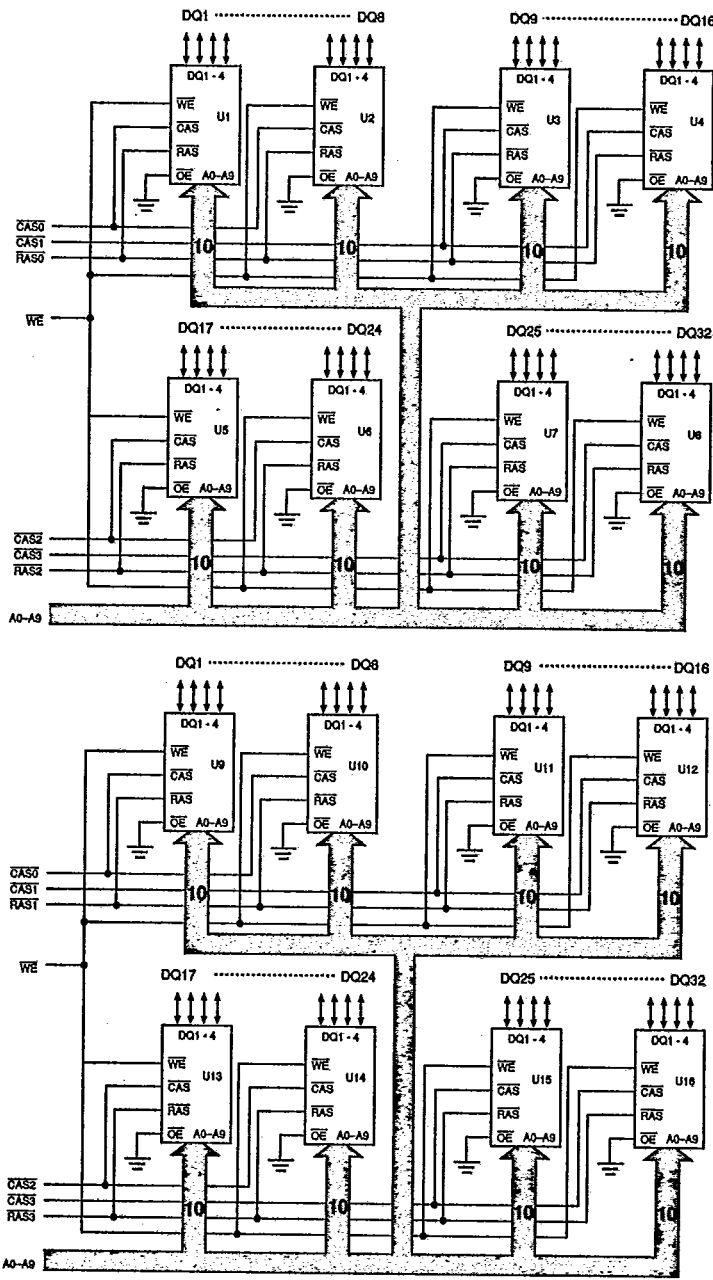 DQ1 DQ8 DQ9 DQ16
DQ1 - 4 DQ1 - 4 DQ1 - 4 DQ1 - 4
WE U1 WE U2 WE U3 WE U4
CAS CAS CAS CAS
RAS RAS RAS RAS
OE A0-A9 OE A0-A9 OE A0-A9 OE A0-A9
CAS0
CAS1
RAS0
10 10 10 10
WE
DQ17 DQ24 DQ25 DQ32
DQ1 - 4 DQ1 - 4 DQ1 - 4 DQ1 - 4
WE U5 WE U6 WE U7 WE U8
CAS CAS CAS CAS
RAS RAS RAS RAS
OE A0-A9 OE A0-A9 OE A0-A9 OE A0-A9
CAS2
CAS3
RAS2
10 10 10 10
A0-A9
DQ1 DQ8 DQ9 DQ16
DQ1 - 4 DQ1 - 4 DQ1 - 4 DQ1 - 4
WE U9 WE U10 WE U11 WE U12
CAS CAS CAS CAS
RAS RAS RAS RAS
OE A0-A9 OE A0-A9 OE A0-A9 OE A0-A9
CAS0
CAS1
RAS1
10 10 10 10
WE
DQ17 DQ24 DQ25 DQ32
DQ1 - 4 DQ1 - 4 DQ1 - 4 DQ1 - 4
WE U13 WE U14 WE U15 WE U16
CAS CAS CAS CAS
RAS RAS RAS RAS
OE A0-A9 OE A0-A9 OE A0-A9 OE A0-A9
CAS2
CAS3
RAS3
10 10 10 10
A0-A9